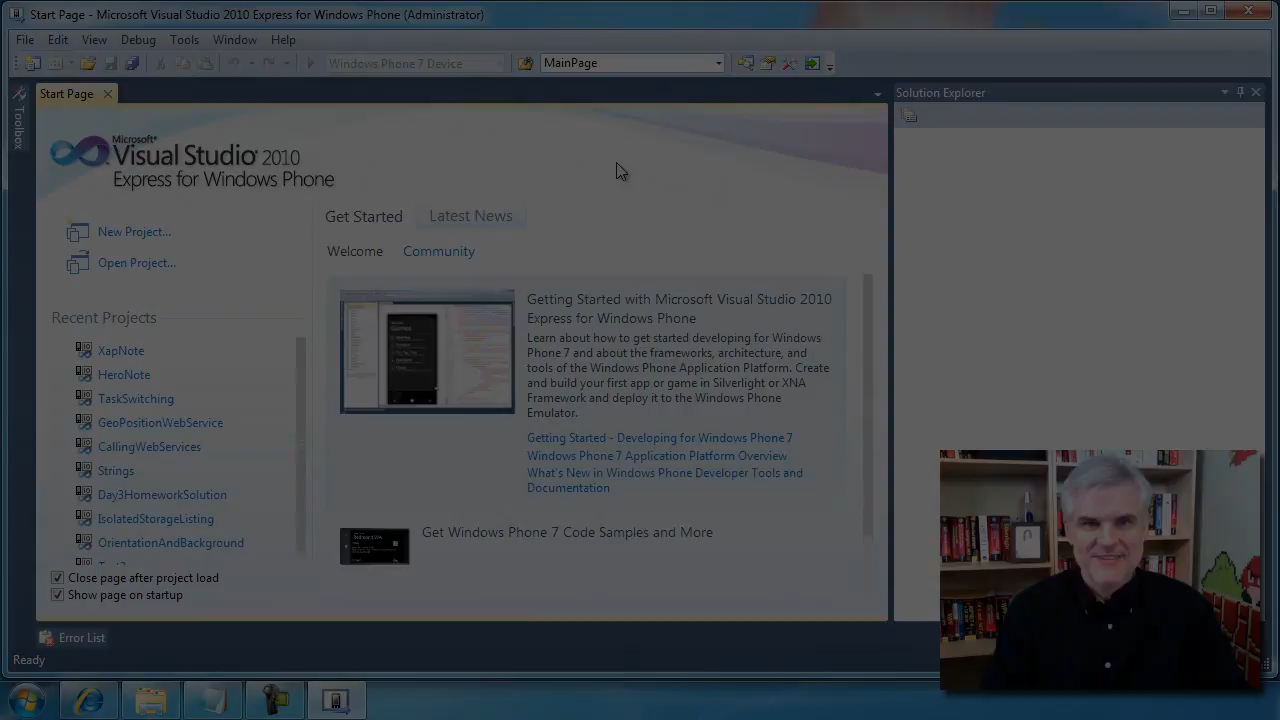 Start Page - Microsoft Visual Studio 2010 Express for Windows Phone (Administrator)
File Edit View Debug Tools Window Help
Windows Phone 7 Device MainPage
Toolbox
Start Page
Solution Explorer
Microsoft®
Visual Studio® 2010
Express for Windows Phone
New Project...
Open Project...
Recent Projects
XapNote
HeroNote
TaskSwitching
GeoPositionWebService
CallingWebServices
Strings
Day3HomeworkSolution
IsolatedStorageListing
OrientationAndBackground
Close page after project load
Show page on startup
Get Started Latest News
Welcome Community
Getting Started with Microsoft Visual Studio 2010
Express for Windows Phone
Learn about how to get started developing for Windows
Phone 7 and about the frameworks, architecture, and
tools of the Windows Phone Application Platform. Create
and build your first app or game in Silverlight or XNA
Framework and deploy it to the Windows Phone
Emulator.
Getting Started - Developing for Windows Phone 7
Windows Phone 7 Application Platform Overview
What's New in Windows Phone Developer Tools and
Documentation
Get Windows Phone 7 Code Samples and More
Error List
Ready